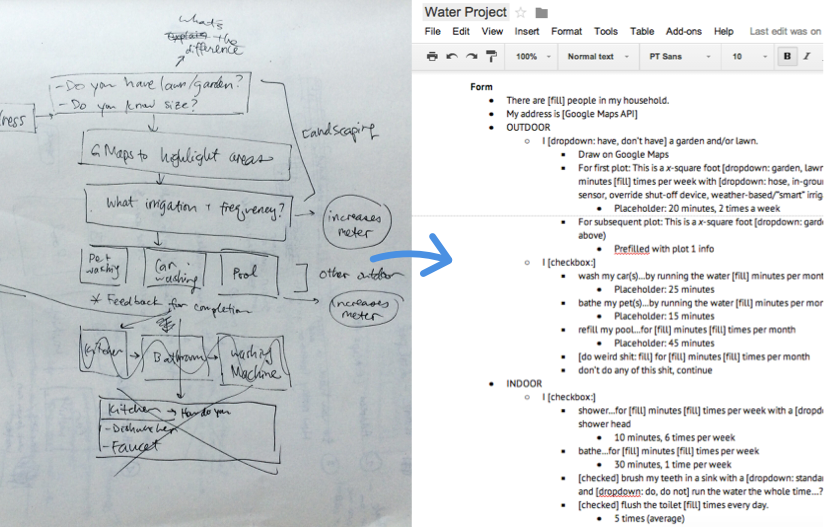 What's
the
difference
- Do you have lawn/garden?
- Do you know size?
ress
G Maps to highlight areas
Landscaping
What irrigation + frequency?
increases
meter
Pet
washing
Car
washing
Pool
other outdoor
* Feedback for completion
increases
meter
Kitchen
Bathroom
Washing
Machine
Kitchen → How do you
- Dishwasher
- Faucet
Water Project
File Edit View Insert Format Tools Table Add-ons Help Last edit was on
100% Normal text PT Sans 10 B I
Form
● There are [fill] people in my household.
● My address is [Google Maps API]
● OUTDOOR
○ I [dropdown: have, don't have] a garden and/or lawn.
■ Draw on Google Maps
■ For first plot: This is a x-square foot [dropdown: garden, lawn
minutes [fill] times per week with [dropdown: hose, in-grou
sensor, override shut-off device, weather-based/"smart" irrig
● Placeholder: 20 minutes, 2 times a week
■ For subsequent plot: This is a x-square foot [dropdown: gard
above)
● Prefilled with plot 1 info
○ I [checkbox:]
■ wash my car(s)...by running the water [fill] minutes per mont
● Placeholder: 25 minutes
■ bathe my pet(s)...by running the water [fill] minutes per mor
● Placeholder: 15 minutes
■ refill my pool...for [fill] minutes [fill] times per month
● Placeholder: 45 minutes
■ [do weird shit: fill] for [fill] minutes [fill] times per month
■ don't do any of this shit, continue
● INDOOR
○ I [checkbox:]
■ shower...for [fill] minutes [fill] times per week with a [dropd
shower head
● 10 minutes, 6 times per week
■ bathe...for [fill] minutes [fill] times per week
● 30 minutes, 1 time per week
■ [checked] brush my teeth in a sink with a [dropdown: standa
and [dropdown: do, do not] run the water the whole time...?
■ [checked] flush the toilet [fill] times every day.
● 5 times (average)